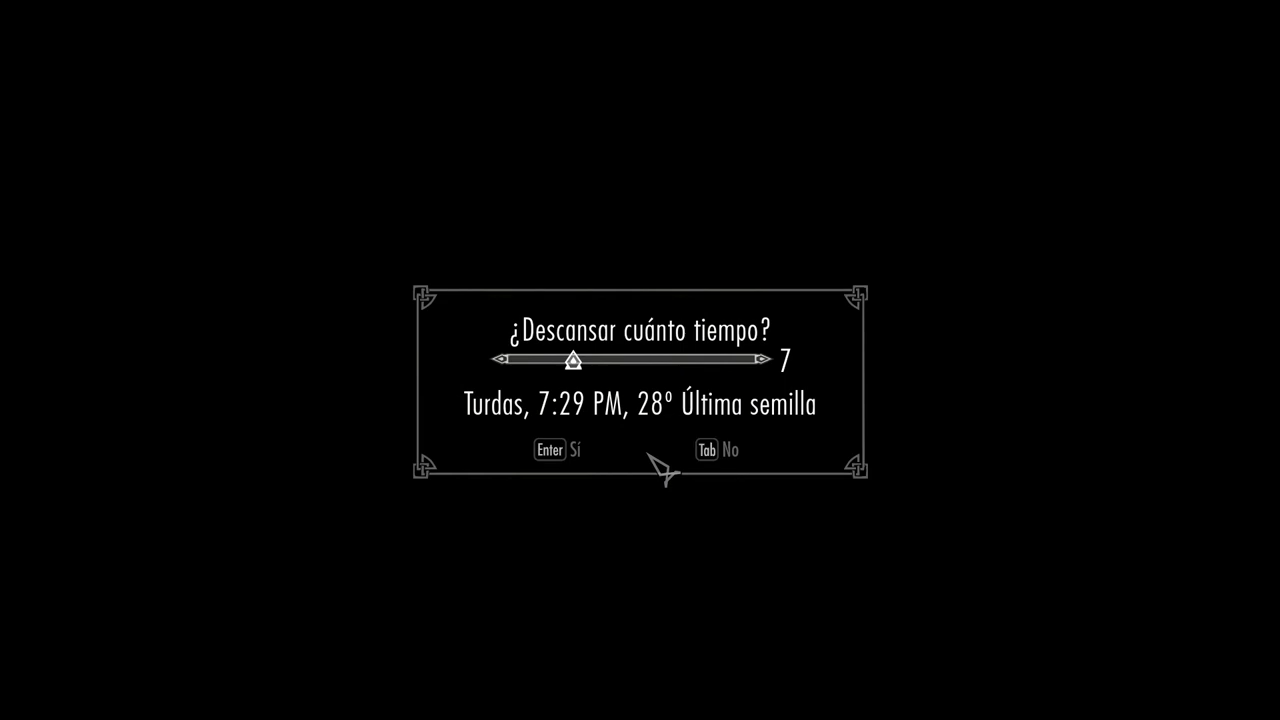 ¿Descansar cuánto tiempo?
7
Turdas, 7:29 PM, 28º Última semilla
Enter Sí Tab No